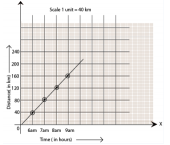 Scale 1 unit = 40 km
Distance( in km)
240
200
160
120
80
40
0
6am 7am 8am 9am
X
Time ( in hours)